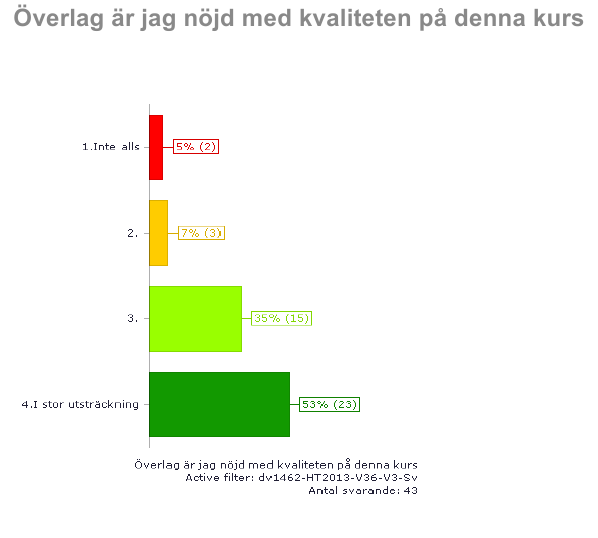 Överlag är jag nöjd med kvaliteten på denna kurs
1.Inte alls
5% (2)
2.
7% (3)
3.
35% (15)
4.I stor utsträckning
53% (23)
Överlag är jag nöjd med kvaliteten på denna kurs
Active filter: dv1462-HT2013-V36-V3-Sv
Antal svarande: 43